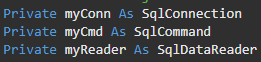 Private myConn As SqlConnection
Private myCmd As SqlCommand
Private myReader As SqlDataReader